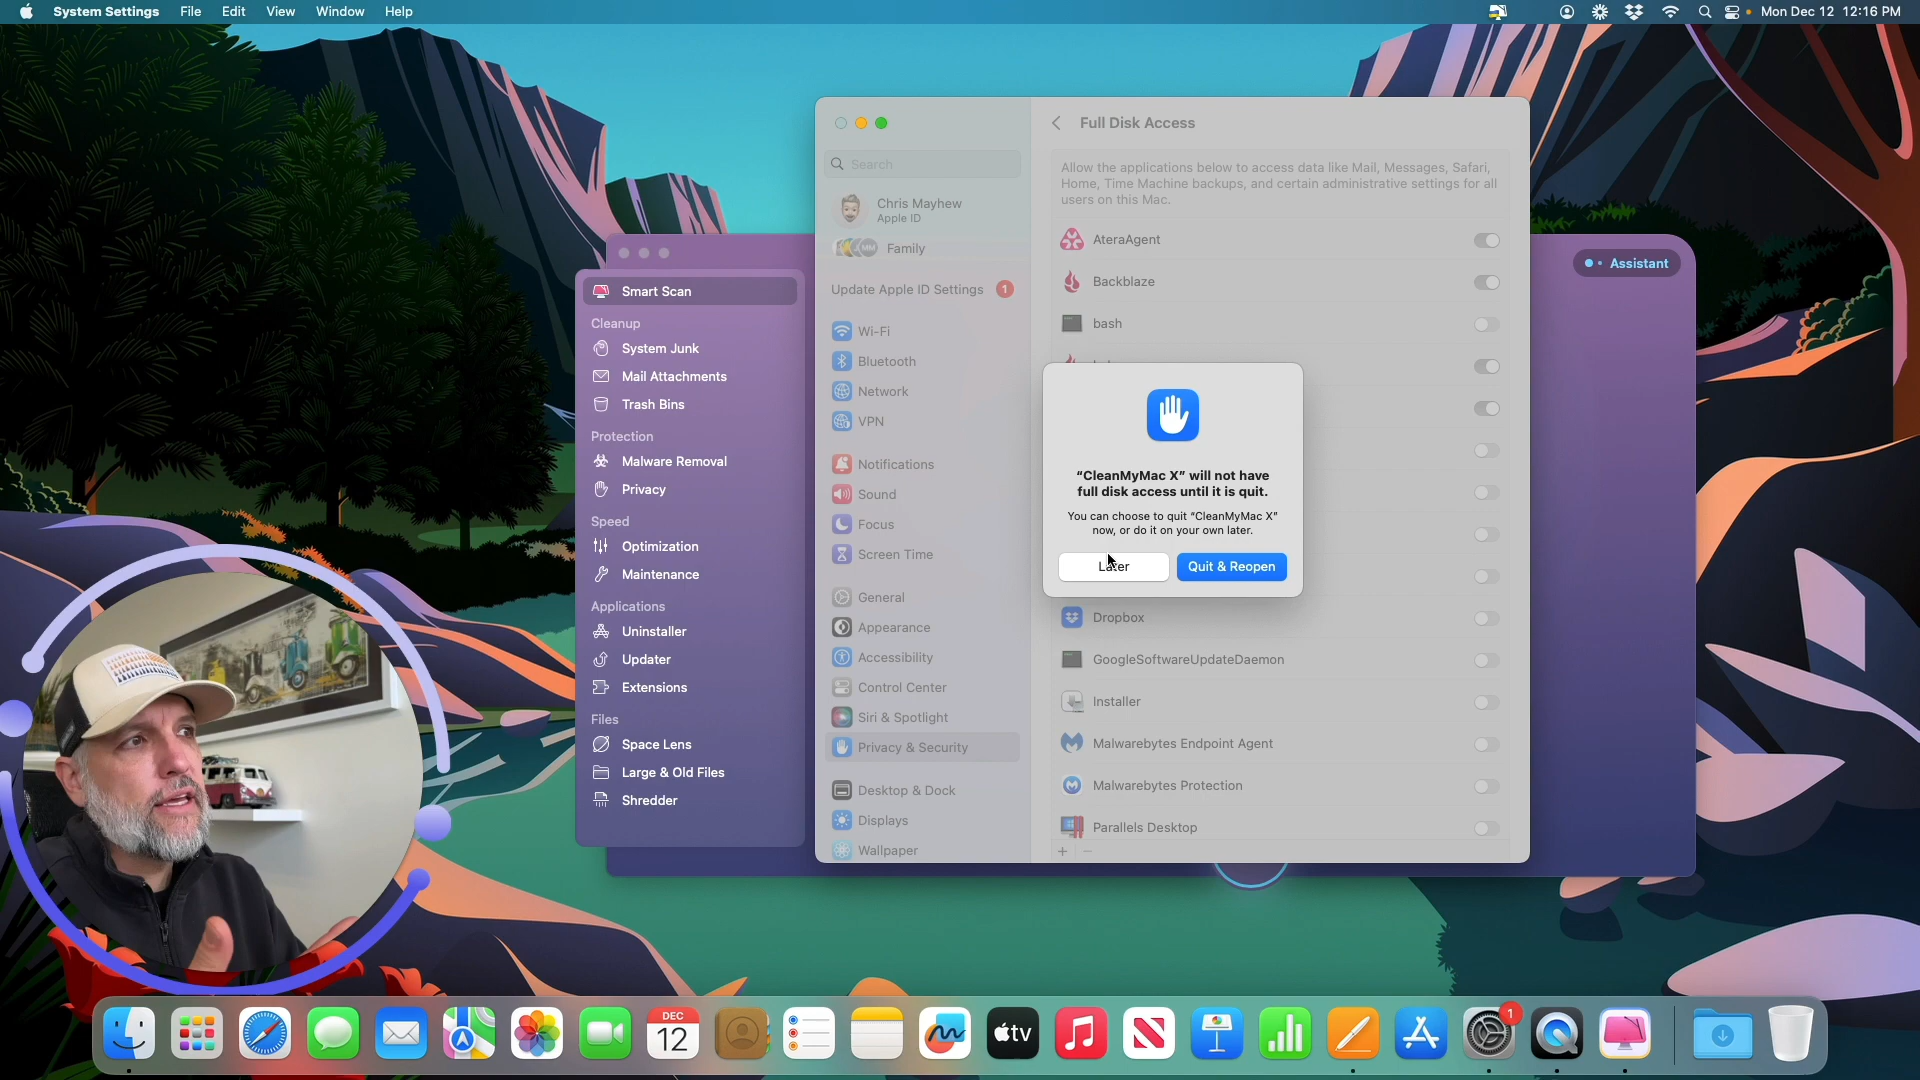 System Settings File Edit View Window Help
Mon Dec 12 12:16 PM
Full Disk Access
Search
Allow the applications below to access data like Mail, Messages, Safari,
Home, Time Machine backups, and certain administrative settings for all
users on this Mac.
Chris Mayhew
Apple ID
MM
Family
Update Apple ID Settings 1
Wi-Fi
Bluetooth
Network
VPN
Notifications
Sound
Focus
Screen Time
General
Appearance
Accessibility
Control Center
Siri & Spotlight
Privacy & Security
Desktop & Dock
Displays
Wallpaper
AteraAgent
Backblaze
bash
Dropbox
GoogleSoftwareUpdateDaemon
Installer
Malwarebytes Endpoint Agent
Malwarebytes Protection
Parallels Desktop
“CleanMyMac X” will not have
full disk access until it is quit.
You can choose to quit “CleanMyMac X”
now, or do it on your own later.
Later
Quit & Reopen
Assistant
Smart Scan
Cleanup
System Junk
Mail Attachments
Trash Bins
Protection
Malware Removal
Privacy
Speed
Optimization
Maintenance
Applications
Uninstaller
Updater
Extensions
Files
Space Lens
Large & Old Files
Shredder
DEC
12
tv
1